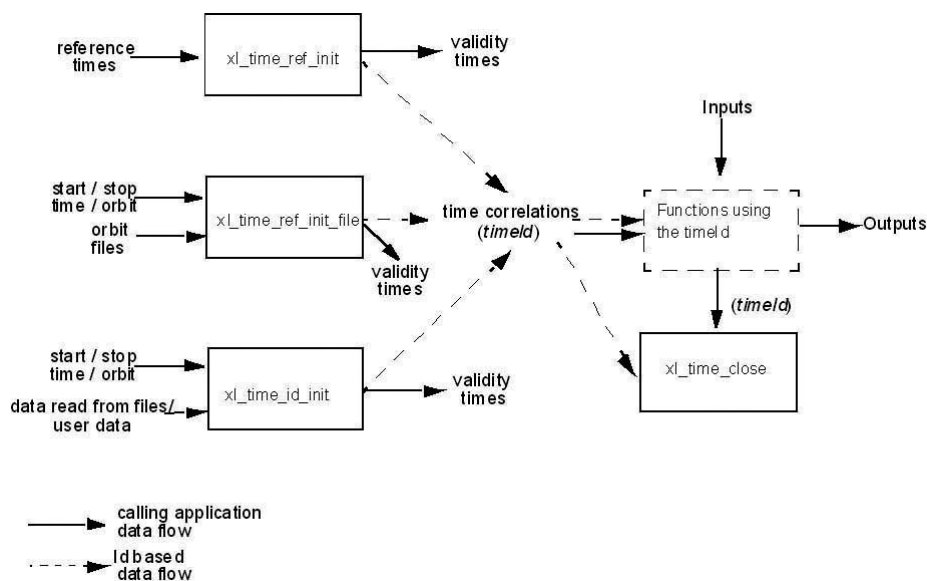 reference
times
xl_time_ref_init
validity
times
Inputs
start / stop
time / orbit
orbit
files
xl_time_ref_init_file
validity
times
time correlations
(timeId)
Functions using
the timeId
Outputs
(timeId)
xl_time_close
start / stop
time / orbit
data read from files/
user data
xl_time_id_init
validity
times
calling application
data flow
Id based
data flow